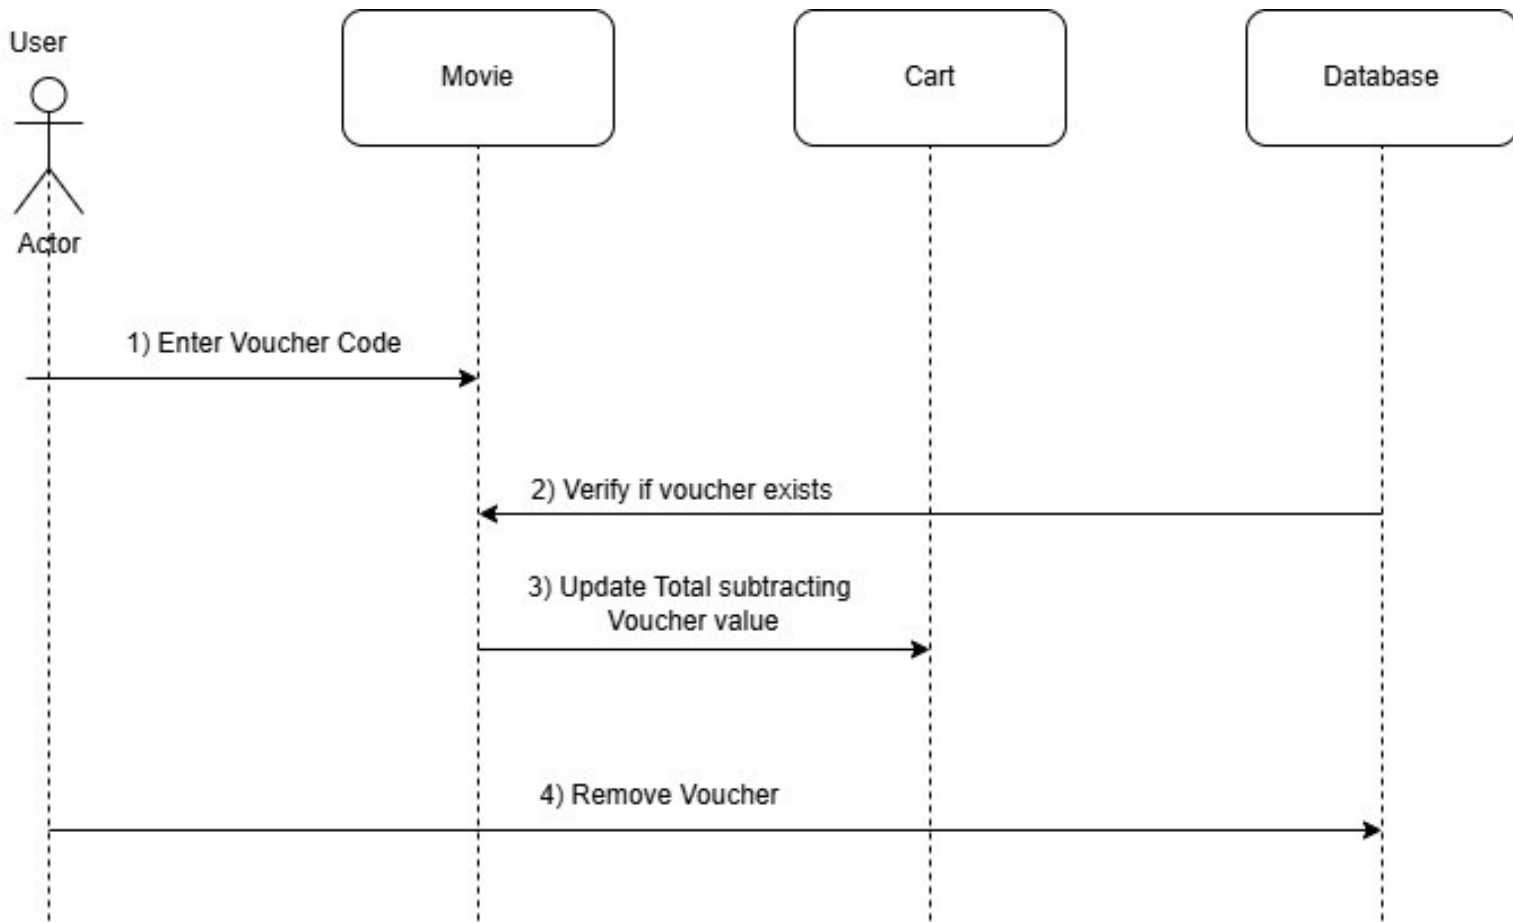 User
Movie
Cart
Database
Actor
1) Enter Voucher Code
2) Verify if voucher exists
3) Update Total subtracting
Voucher value
4) Remove Voucher